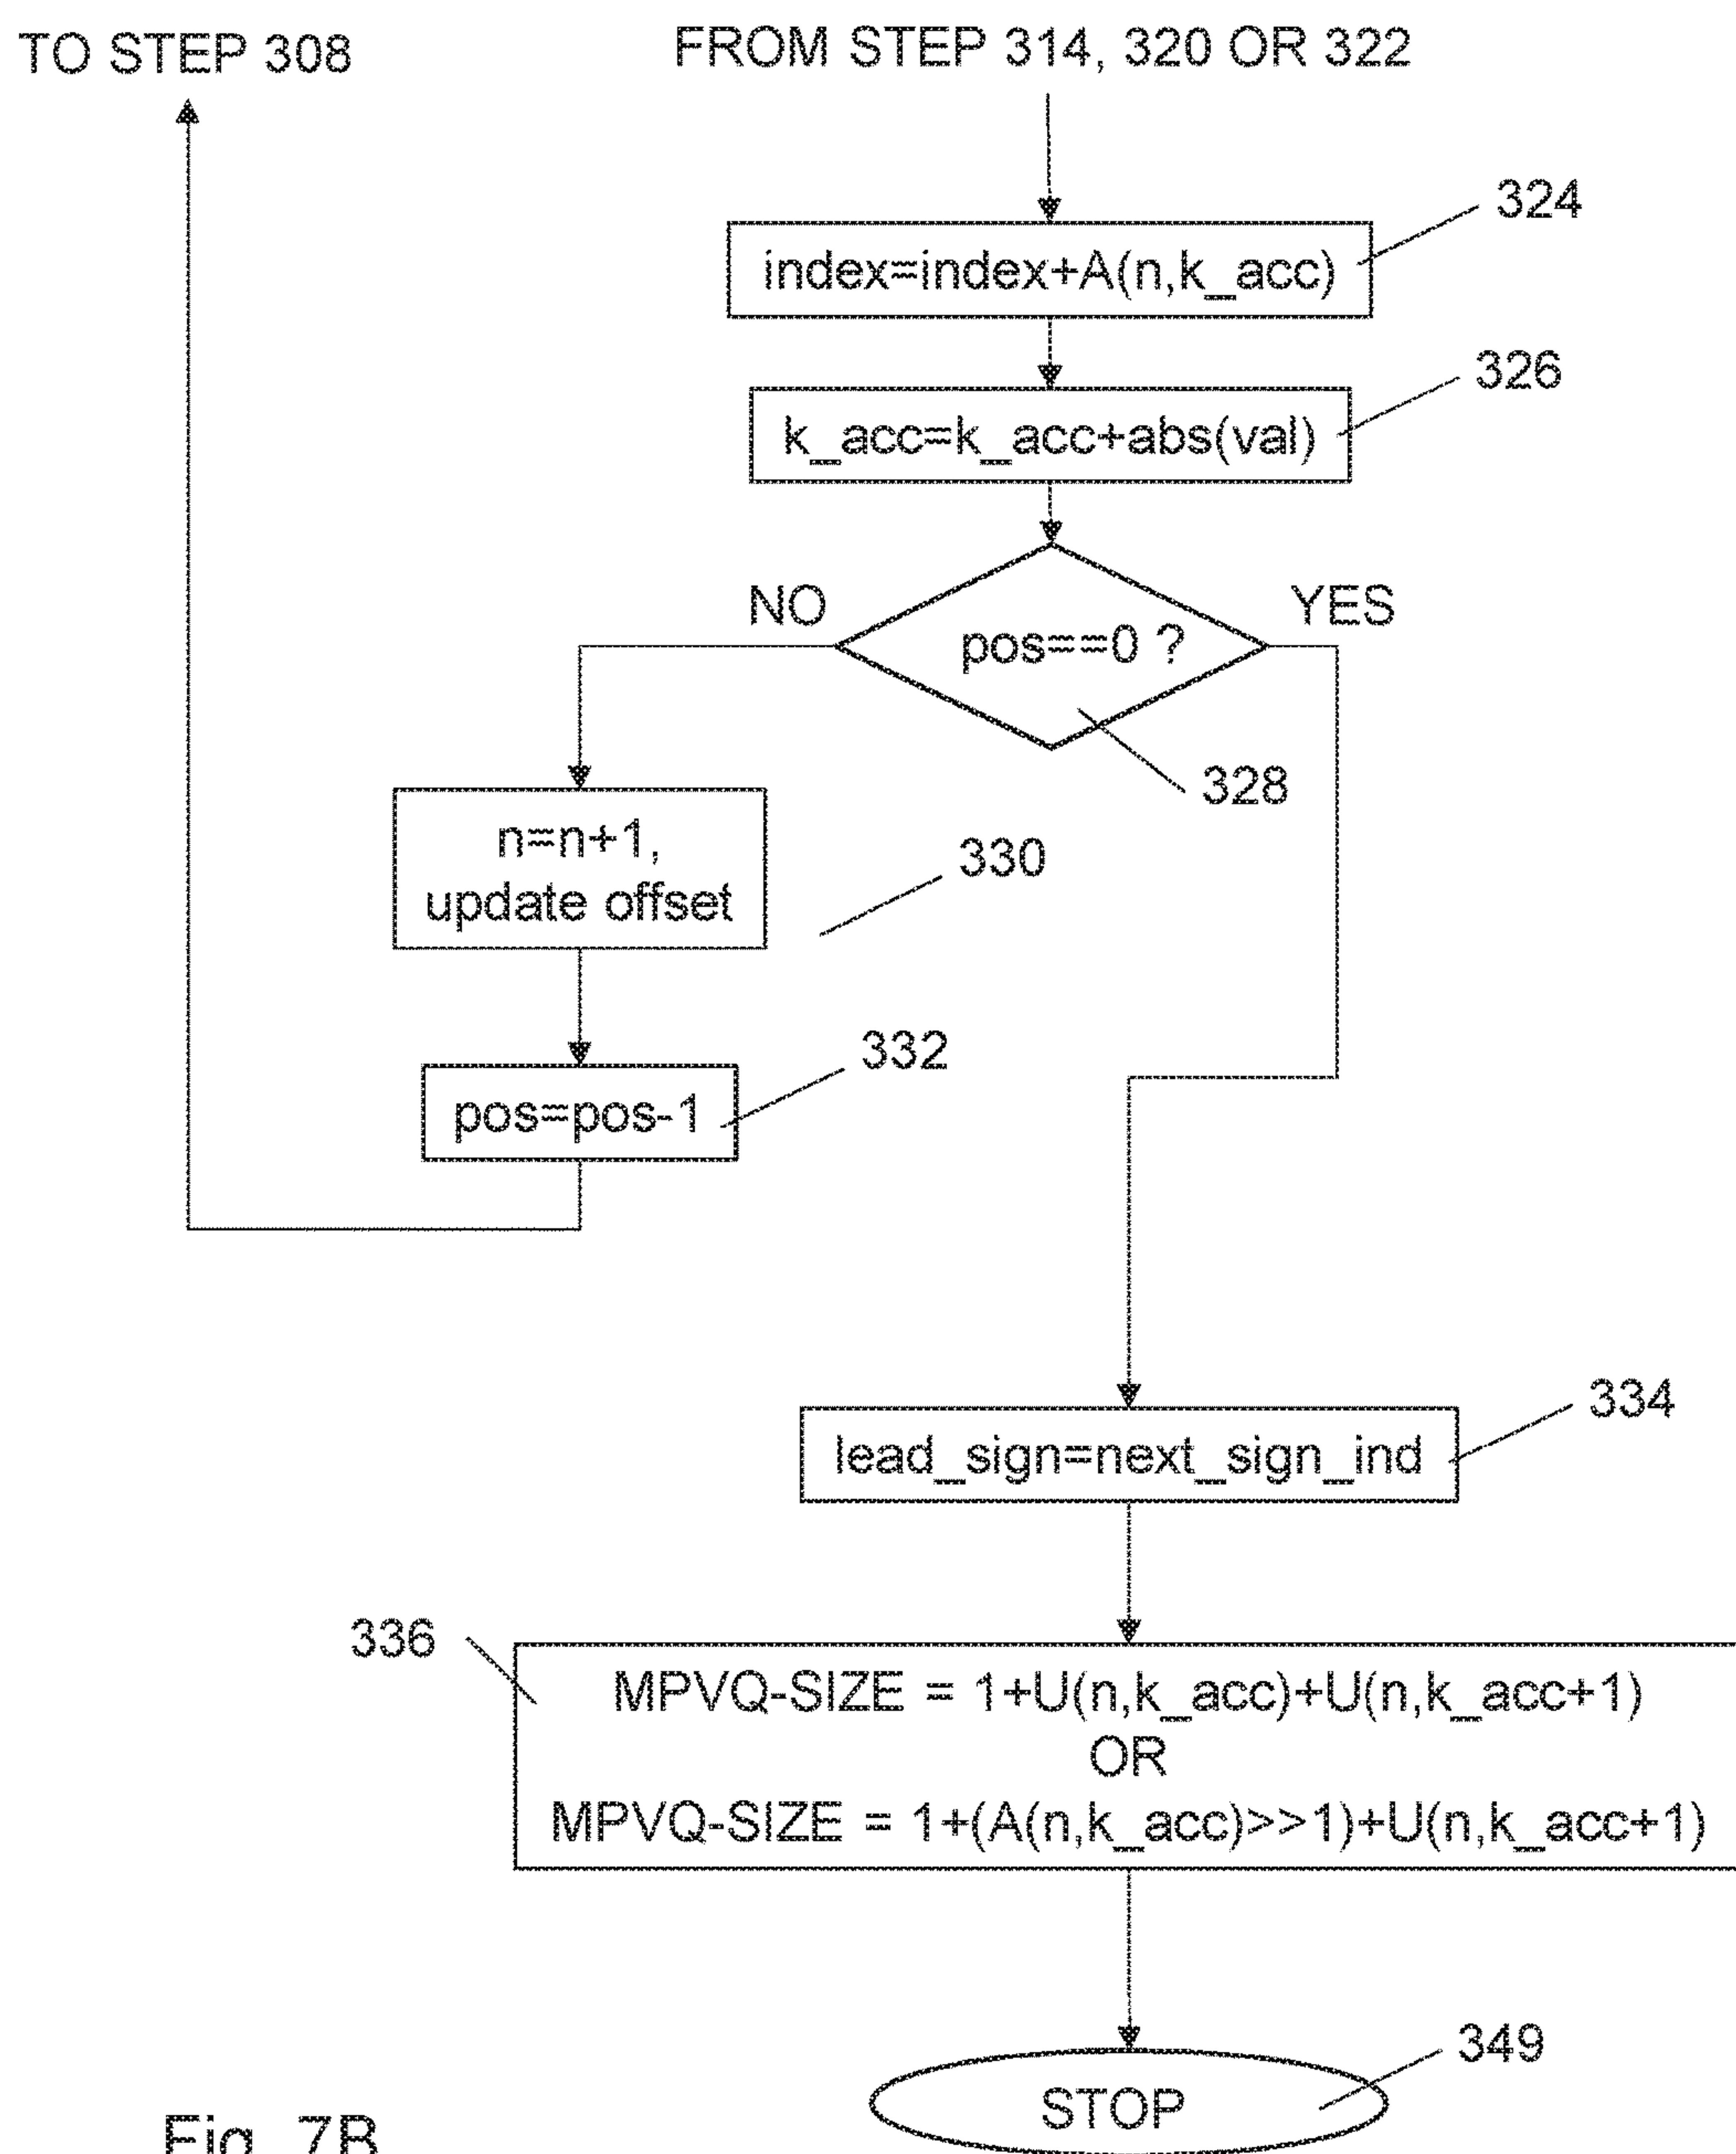 TO STEP 308
FROM STEP 314, 320 OR 322
324
index=index+A(n,k_acc)
326
k_acc=k_acc+abs(val)
NO
YES
pos==0 ?
328
n=n+1,
update offset
330
332
pos=pos-1
334
lead_sign=next_sign_ind
336
MPVQ-SIZE = 1+U(n,k_acc)+U(n,k_acc+1)
OR
MPVQ-SIZE = 1+(A(n,k_acc)>>1)+U(n,k_acc+1)
349
STOP
Fig. 7B